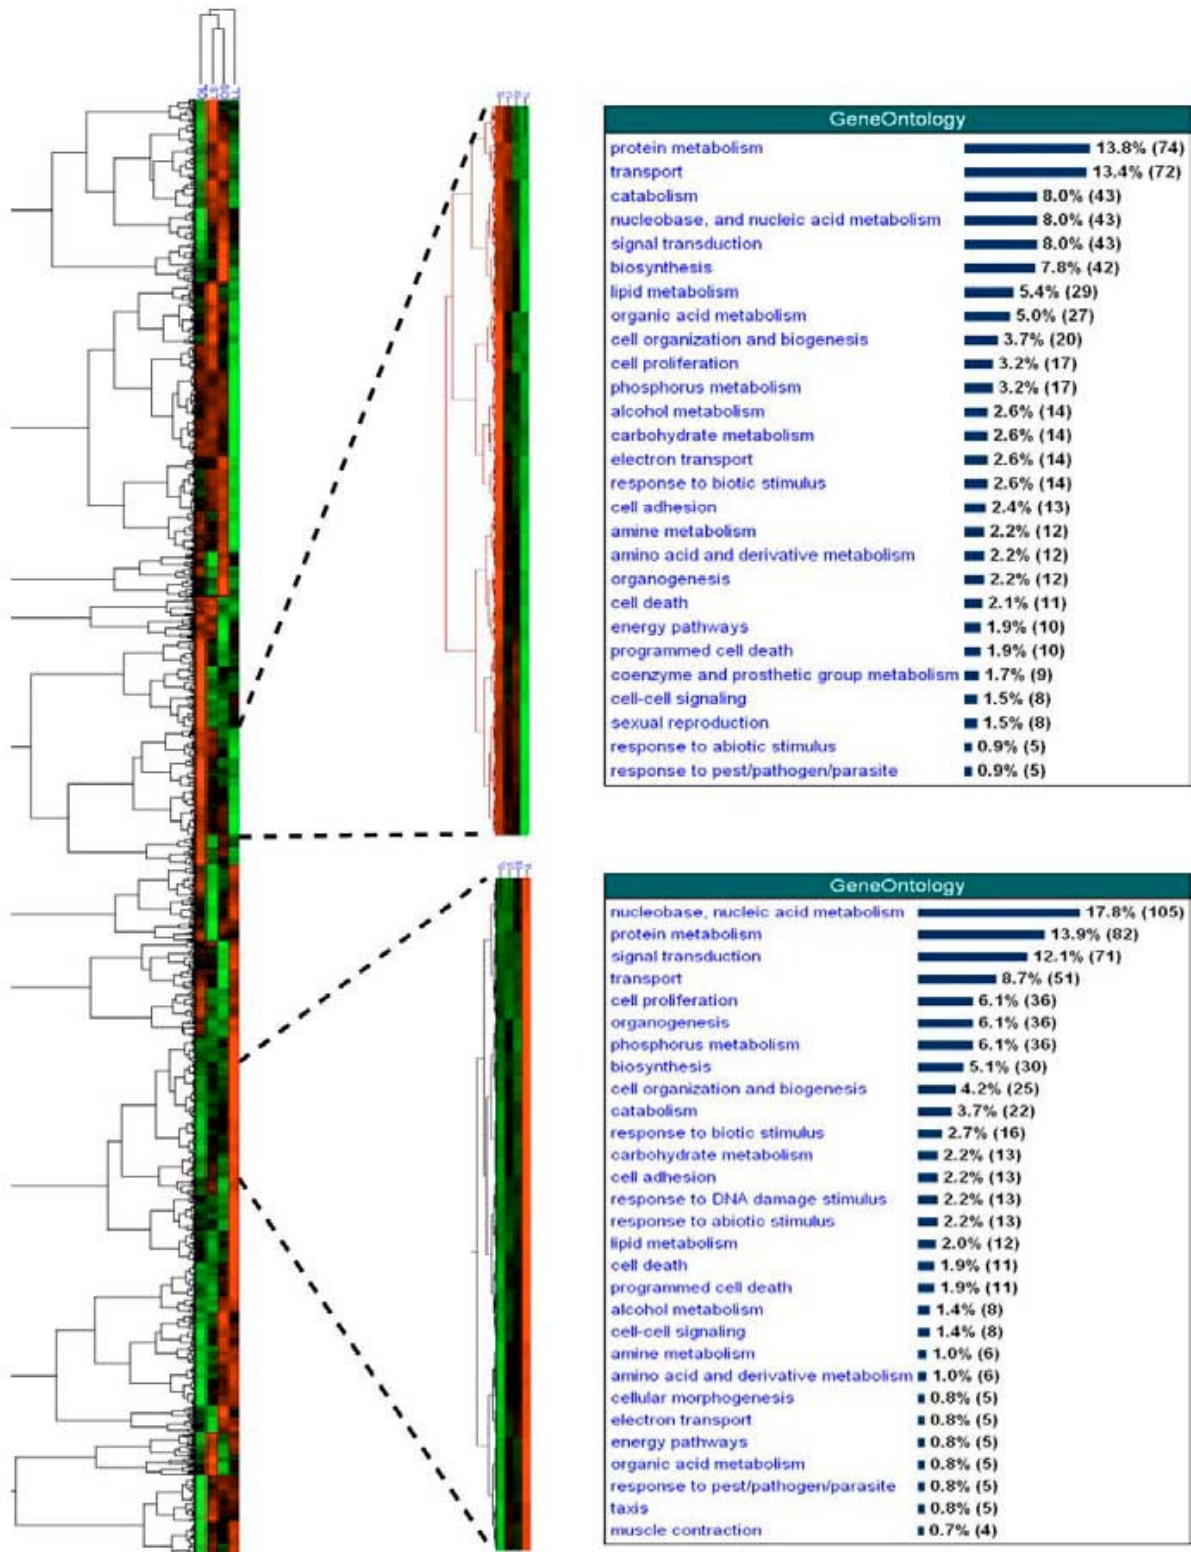 GeneOntology
protein metabolism 13.8% (74)
transport 13.4% (72)
catabolism 8.0% (43)
nucleobase, and nucleic acid metabolism 8.0% (43)
signal transduction 8.0% (43)
biosynthesis 7.8% (42)
lipid metabolism 5.4% (29)
organic acid metabolism 5.0% (27)
cell organization and biogenesis 3.7% (20)
cell proliferation 3.2% (17)
phosphorus metabolism 3.2% (17)
alcohol metabolism 2.6% (14)
carbohydrate metabolism 2.6% (14)
electron transport 2.6% (14)
response to biotic stimulus 2.6% (14)
cell adhesion 2.4% (13)
amine metabolism 2.2% (12)
amino acid and derivative metabolism 2.2% (12)
organogenesis 2.2% (12)
cell death 2.1% (11)
energy pathways 1.9% (10)
programmed cell death 1.9% (10)
coenzyme and prosthetic group metabolism 1.7% (9)
cell-cell signaling 1.5% (8)
sexual reproduction 1.5% (8)
response to abiotic stimulus 0.9% (5)
response to pest/pathogen/parasite 0.9% (5)
GeneOntology
nucleobase, nucleic acid metabolism 17.8% (105)
protein metabolism 13.9% (82)
signal transduction 12.1% (71)
transport 8.7% (51)
cell proliferation 6.1% (36)
organogenesis 6.1% (36)
phosphorus metabolism 6.1% (36)
biosynthesis 5.1% (30)
cell organization and biogenesis 4.2% (25)
catabolism 3.7% (22)
response to biotic stimulus 2.7% (16)
carbohydrate metabolism 2.2% (13)
cell adhesion 2.2% (13)
response to DNA damage stimulus 2.2% (13)
response to abiotic stimulus 2.2% (13)
lipid metabolism 2.0% (12)
cell death 1.9% (11)
programmed cell death 1.9% (11)
alcohol metabolism 1.4% (8)
cell-cell signaling 1.4% (8)
amine metabolism 1.0% (6)
amino acid and derivative metabolism 1.0% (6)
cellular morphogenesis 0.8% (5)
electron transport 0.8% (5)
energy pathways 0.8% (5)
organic acid metabolism 0.8% (5)
response to pest/pathogen/parasite 0.8% (5)
taxis 0.8% (5)
muscle contraction 0.7% (4)